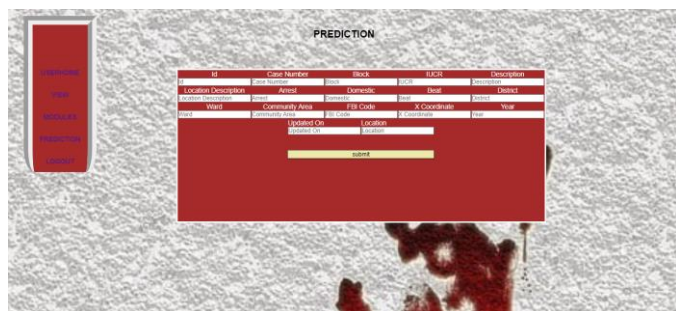 PREDICTION
USERHOME
VIEW
MODULES
PREDICTION
LOGOUT
Id Case Number Block IUCR Description
Id Case Number Block IUCR Description
Location Description Arrest Domestic Beat District
Location Description Arrest Domestic Beat District
Ward Community Area FBI Code X Coordinate Year
Ward Community Area FBI Code X Coordinate Year
Updated On Location
Updated On Location
submit